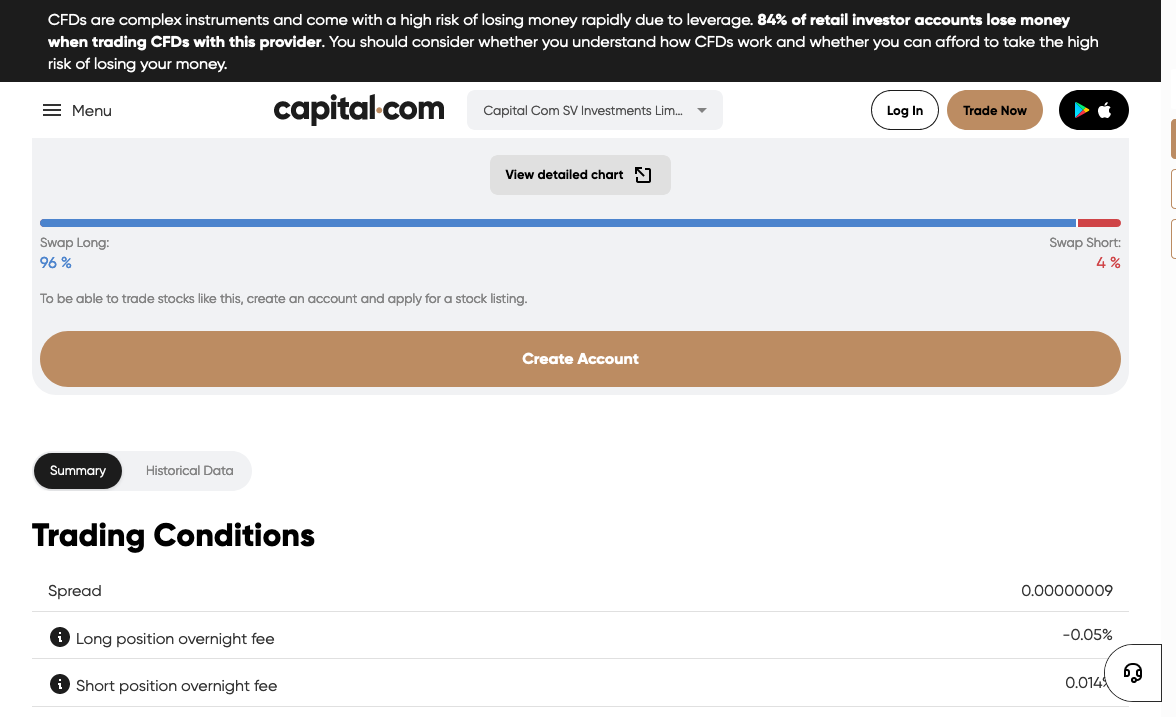 CFDs are complex instruments and come with a high risk of losing money rapidly due to leverage. 84% of retail investor accounts lose money
when trading CFDs with this provider. You should consider whether you understand how CFDs work and whether you can afford to take the high
risk of losing your money.
Menu
capital.com
Capital Com SV Investments Lim...
Log In
Trade Now
View detailed chart
Swap Long:
Swap Short:
96 %
4 %
To be able to trade stocks like this, create an account and apply for a stock listing.
Create Account
Summary
Historical Data
Trading Conditions
Spread
0.00000009
Long position overnight fee
-0.05%
Short position overnight fee
0.014%